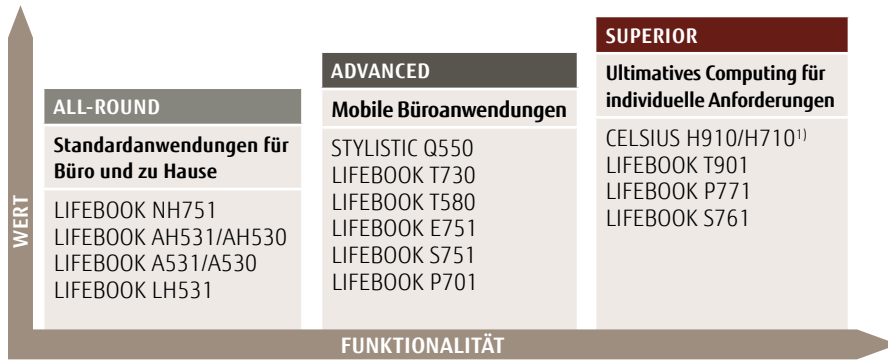 WERT
ALL-ROUND
Standardanwendungen für
Büro und zu Hause
LIFEBOOK NH751
LIFEBOOK AH531/AH530
LIFEBOOK A531/A530
LIFEBOOK LH531
ADVANCED
Mobile Büroanwendungen
STYLISTIC Q550
LIFEBOOK T730
LIFEBOOK T580
LIFEBOOK E751
LIFEBOOK S751
LIFEBOOK P701
SUPERIOR
Ultimatives Computing für
individuelle Anforderungen
CELSIUS H910/H710¹⁾
LIFEBOOK T901
LIFEBOOK P771
LIFEBOOK S761
FUNKTIONALITÄT